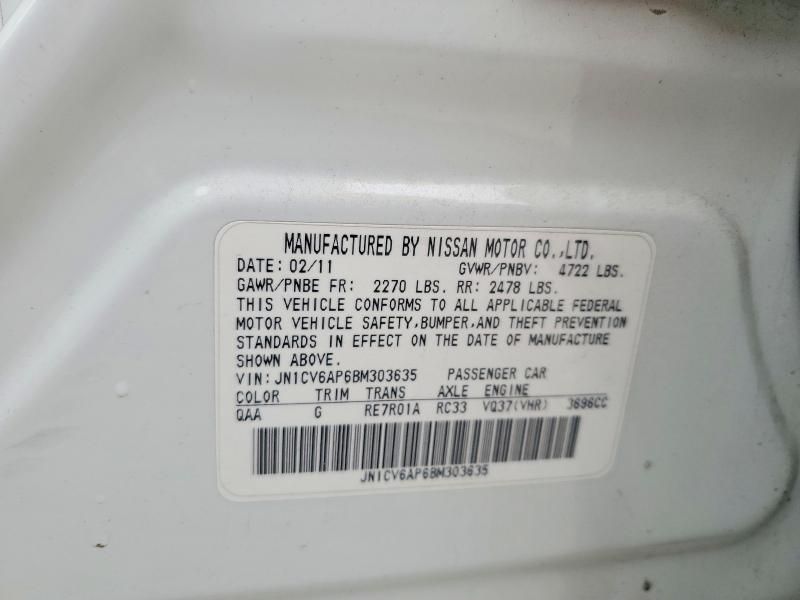 MANUFACTURED BY NISSAN MOTOR CO.,LTD.
DATE: 02/11 GVWR/PNBV: 4722 LBS.
GAWR/PNBE FR: 2270 LBS. RR: 2478 LBS.
THIS VEHICLE CONFORMS TO ALL APPLICABLE FEDERAL
MOTOR VEHICLE SAFETY,BUMPER,AND THEFT PREVENTION
STANDARDS IN EFFECT ON THE DATE OF MANUFACTURE
SHOWN ABOVE.
VIN: JN1CV6AP6BM303635 PASSENGER CAR
COLOR TRIM TRANS AXLE ENGINE
QAA G RE7R01A RC33 VQ37(VHR) 3696CC
JN1CV6AP6BM303635